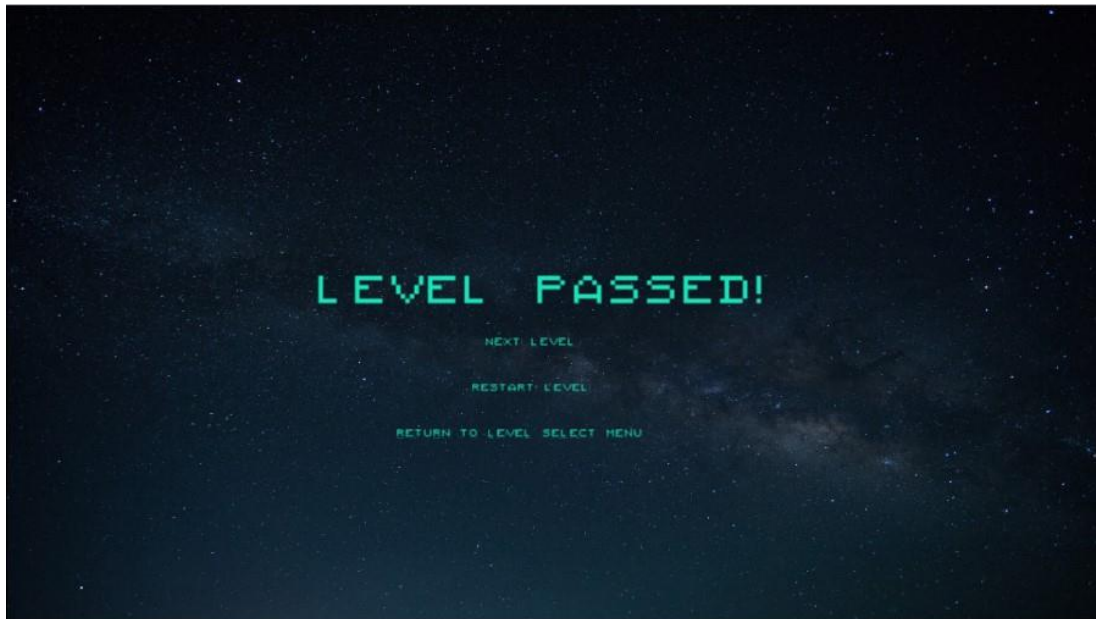 LEVEL PASSED!
NEXT LEVEL
RESTART LEVEL
RETURN TO LEVEL SELECT MENU